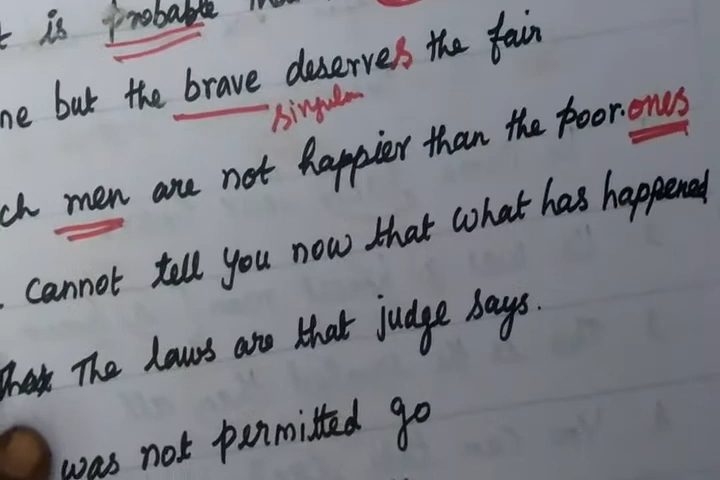 is probable
ne but the brave deserves the fair
singular
ch men are not happier than the poor. ones
cannot tell you now that what has happened
The laws are that judge says.
was not permitted go